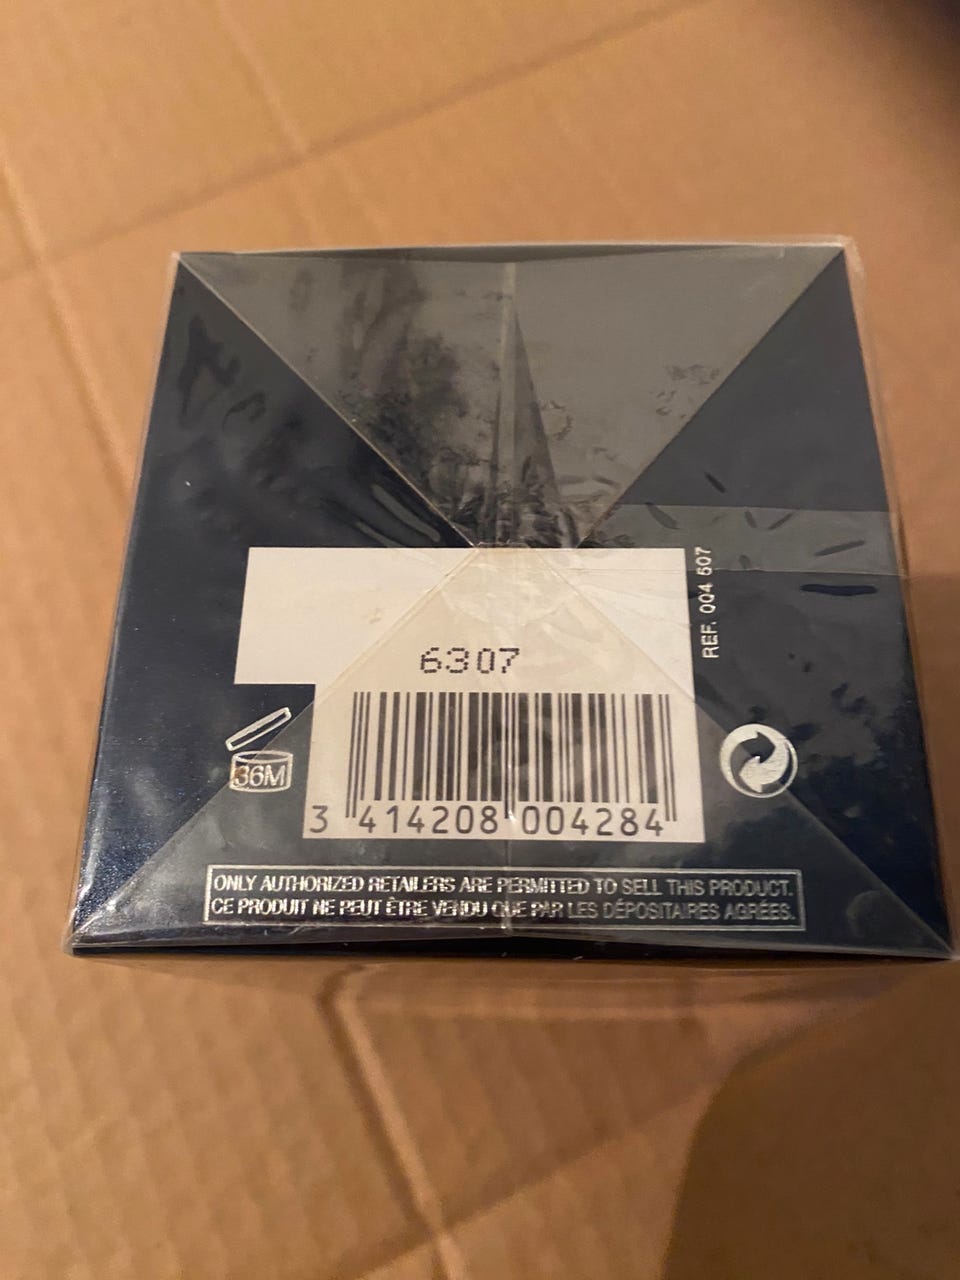 REF. 004 507
6307
36M
3 414208 004284
ONLY AUTHORIZED RETAILERS ARE PERMITTED TO SELL THIS PRODUCT.
CE PRODUIT NE PEUT ÊTRE VENDU QUE PAR LES DÉPOSITAIRES AGRÉES.